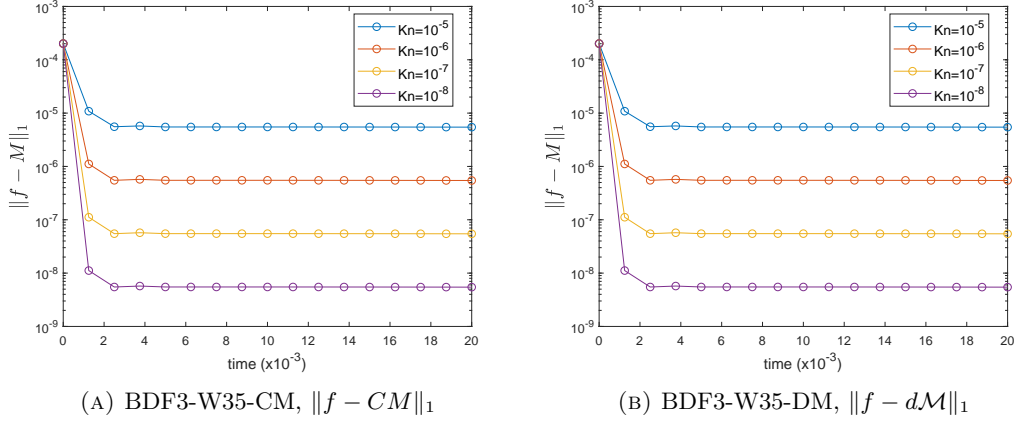 10^-3
10^-4
10^-5
10^-6
10^-7
10^-8
10^-9
‖f − M‖₁
0 2 4 6 8 10 12 14 16 18 20
time (x10^-3)
Kn=10^-5
Kn=10^-6
Kn=10^-7
Kn=10^-8
(A) BDF3-W35-CM, ‖f − CM‖₁
10^-3
10^-4
10^-5
10^-6
10^-7
10^-8
10^-9
‖f − M‖₁
0 2 4 6 8 10 12 14 16 18 20
time (x10^-3)
Kn=10^-5
Kn=10^-6
Kn=10^-7
Kn=10^-8
(B) BDF3-W35-DM, ‖f − dℳ‖₁